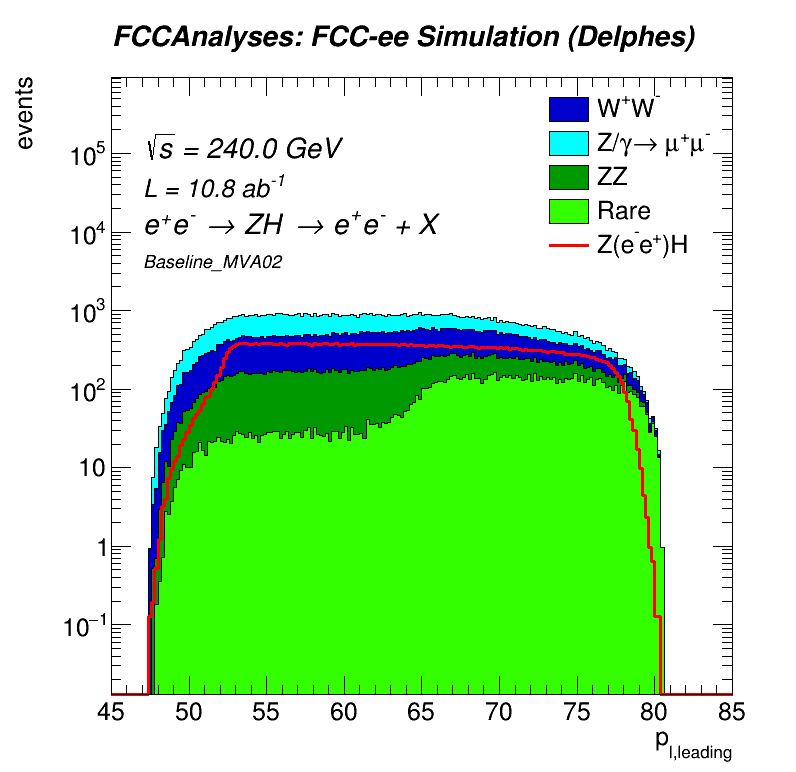 FCCAnalyses: FCC-ee Simulation (Delphes)
events
√s = 240.0 GeV
L = 10.8 ab⁻¹
e⁺e⁻ → ZH → e⁺e⁻ + X
Baseline_MVA02
W⁺W⁻
Z/γ→ μ⁺μ⁻
ZZ
Rare
Z(e⁻e⁺)H
10⁵
10⁴
10³
10²
10
1
10⁻¹
45 50 55 60 65 70 75 80 85
p_l,leading